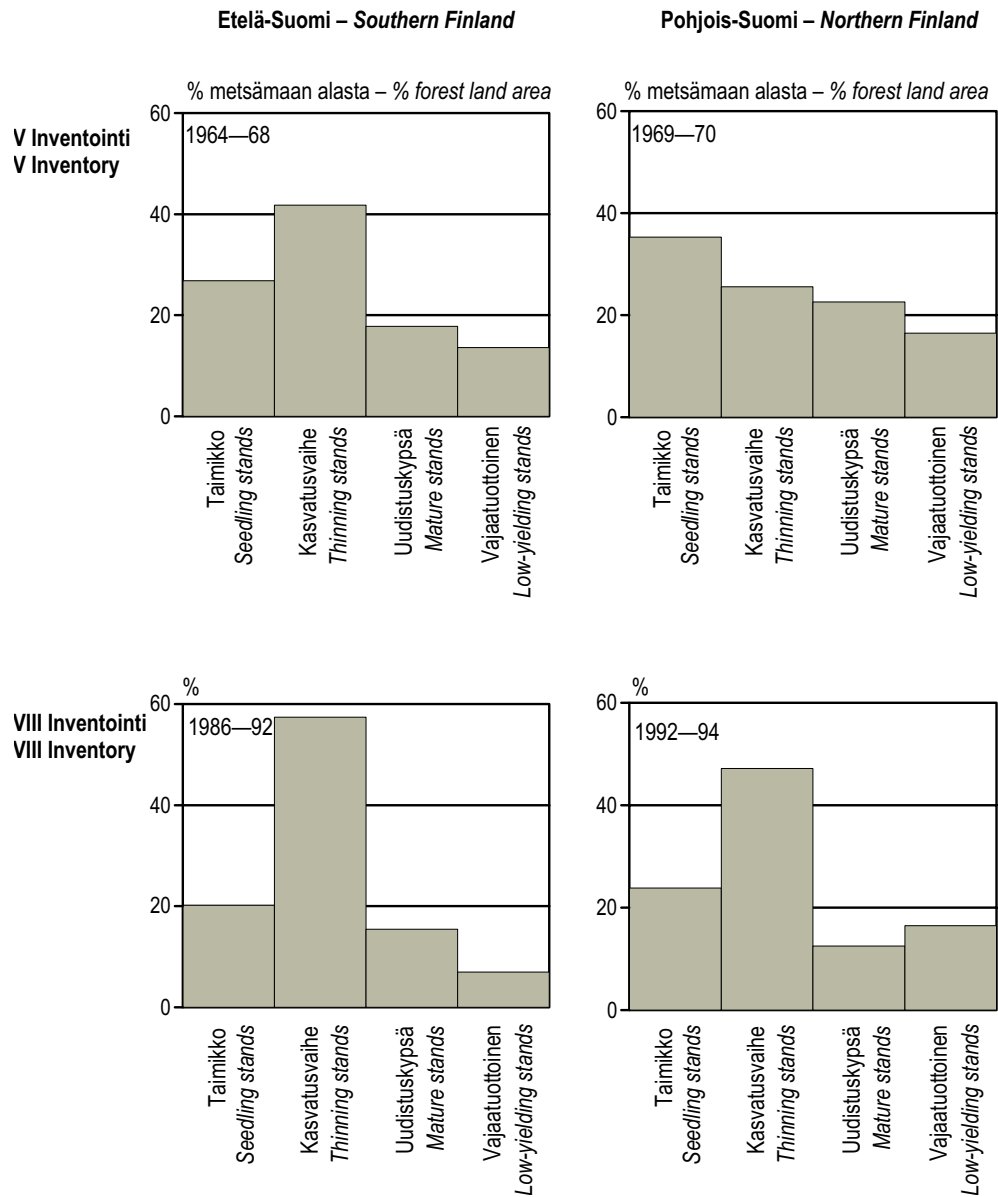 Etelä-Suomi – Southern Finland
Pohjois-Suomi – Northern Finland
V Inventointi
V Inventory
% metsämaan alasta – % forest land area
1964—68
60
40
20
0
Taimikko
Seedling stands
Kasvatusvaihe
Thinning stands
Uudistuskypsä
Mature stands
Vajaatuottoinen
Low-yielding stands
% metsämaan alasta – % forest land area
1969—70
60
40
20
0
Taimikko
Seedling stands
Kasvatusvaihe
Thinning stands
Uudistuskypsä
Mature stands
Vajaatuottoinen
Low-yielding stands
VIII Inventointi
VIII Inventory
%
1986—92
60
40
20
0
Taimikko
Seedling stands
Kasvatusvaihe
Thinning stands
Uudistuskypsä
Mature stands
Vajaatuottoinen
Low-yielding stands
%
1992—94
60
40
20
0
Taimikko
Seedling stands
Kasvatusvaihe
Thinning stands
Uudistuskypsä
Mature stands
Vajaatuottoinen
Low-yielding stands